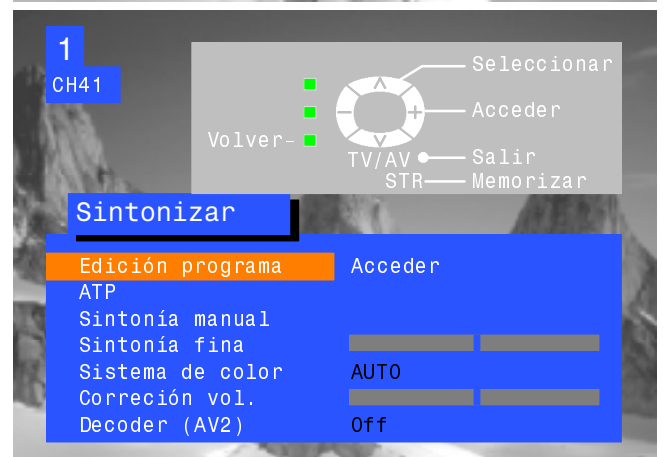 1
CH41
Seleccionar
Acceder
Volver
TV/AV Salir
STR Memorizar
Sintonizar
Edición programa Acceder
ATP
Sintonía manual
Sintonía fina
Sistema de color AUTO
Correción vol.
Decoder (AV2) Off